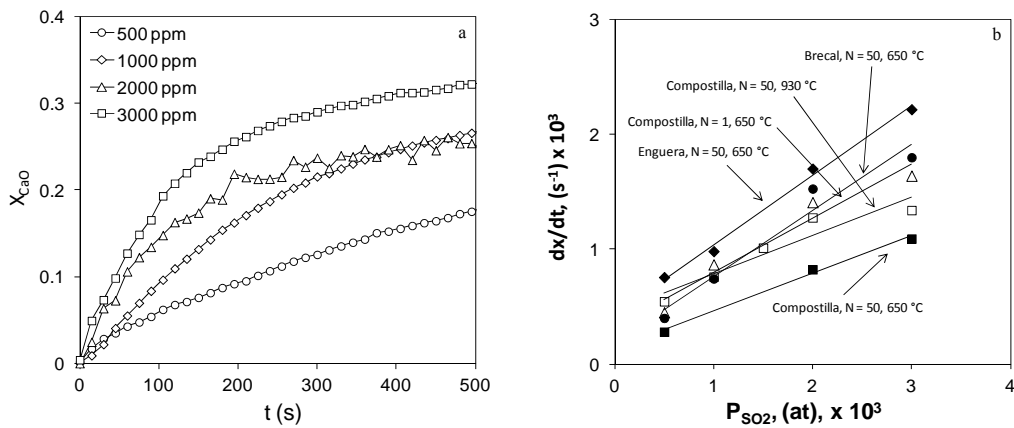 a
500 ppm
1000 ppm
2000 ppm
3000 ppm
0.4
0.3
0.2
0.1
0
X_CaO
0 100 200 300 400 500
t (s)
b
Brecal, N = 50, 650 °C
Compostilla, N = 50, 930 °C
Compostilla, N = 1, 650 °C
Enguera, N = 50, 650 °C
Compostilla, N = 50, 650 °C
3
2
1
0
dx/dt, (s⁻¹) x 10³
0 1 2 3 4
P_SO2, (at), x 10³